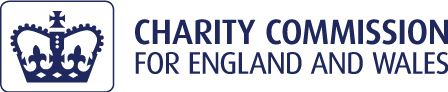 CHARITY COMMISSION
FOR ENGLAND AND WALES